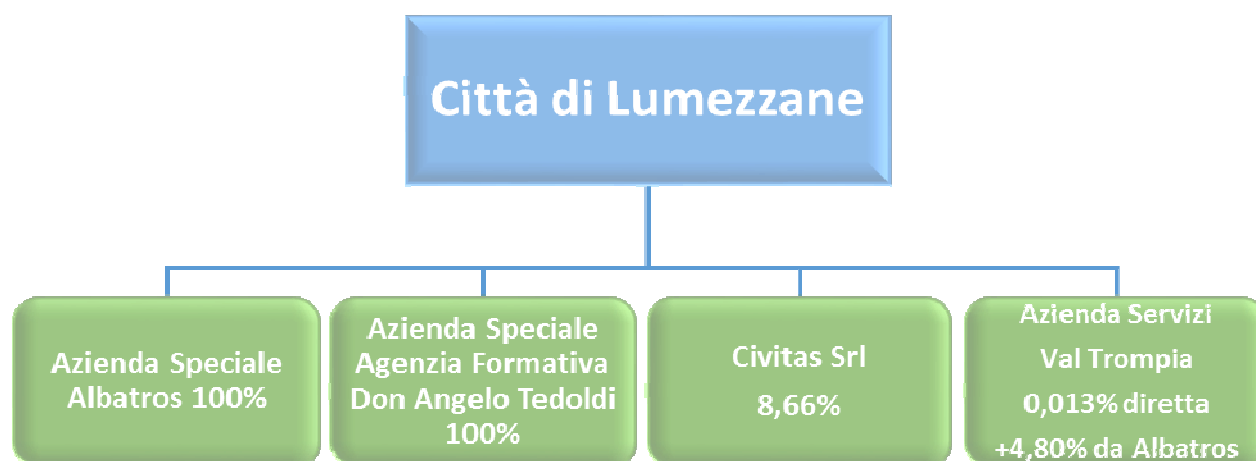 Città di Lumezzane
Azienda Speciale
Albatros 100%
Azienda Speciale
Agenzia Formativa
Don Angelo Tedoldi
100%
Civitas Srl
8,66%
Azienda Servizi
Val Trompia
0,013% diretta
+4,80% da Albatros